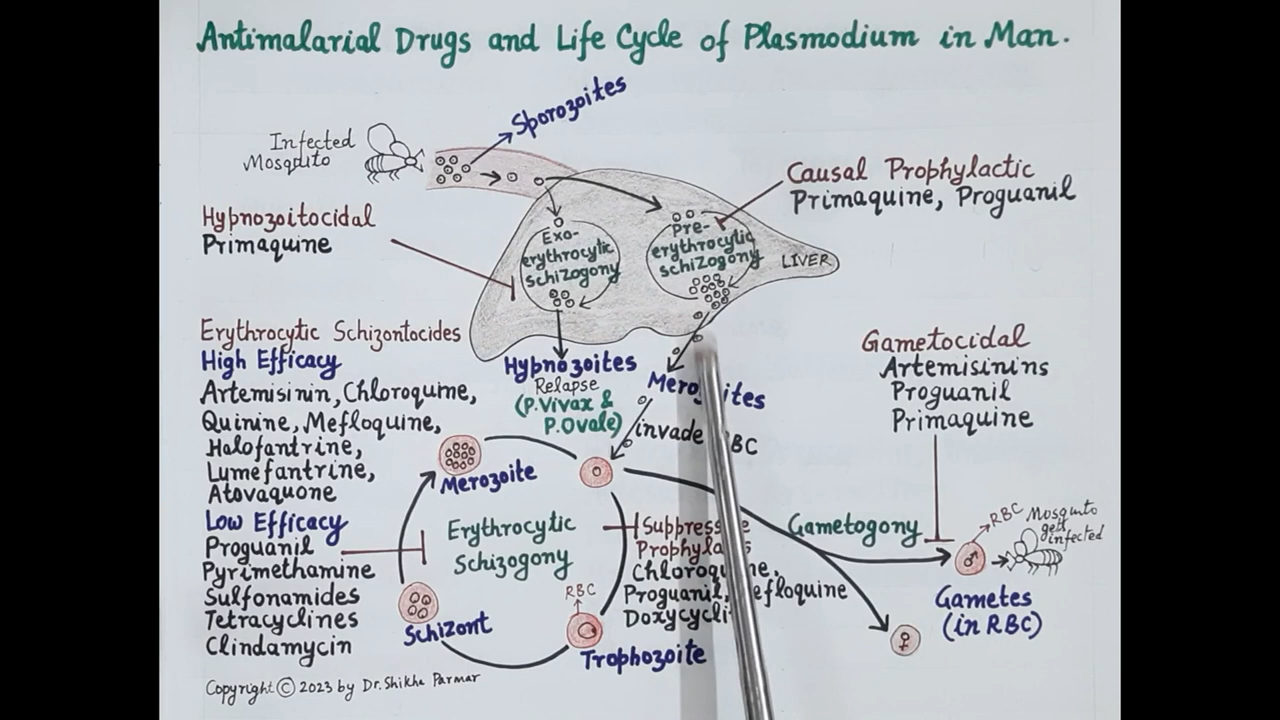 Antimalarial Drugs and Life Cycle of Plasmodium in Man.
Sporozoites
Infected
Mosquito
Causal Prophylactic
Primaquine, Proguanil
Hypnozoitocidal
Primaquine
Exo-
erythrocytic
schizogony
Pre-
erythrocytic
schizogony
LIVER
Erythrocytic Schizontocides
High Efficacy
Artemisinin, Chloroquine,
Quinine, Mefloquine,
Halofantrine,
Lumefantrine,
Atovaquone
Low Efficacy
Proguanil
Pyrimethamine
Sulfonamides
Tetracyclines
Clindamycin
Hypnozoites
Relapse
(P.Vivax &
P.Ovale)
invade
Gametocidal
Artemisinins
Proguanil
Primaquine
Merozoite
Erythrocytic
Schizogony
Schizont
RBC
Trophozoite
Chloroquine,
Proguanil, Mefloquine
Gametogony
RBC
Mosquito
gets
infected
Gametes
(in RBC)
Copyright © 2023 by Dr. Shikha Parmar